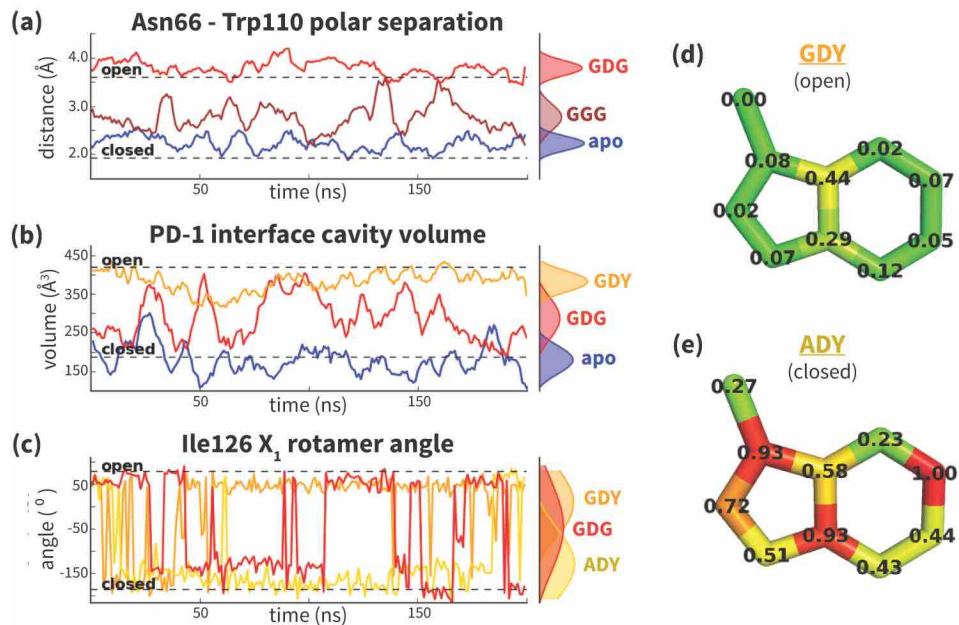 (a) Asn66 - Trp110 polar separation
distance (Å)
4.0
3.0
2.0
open
closed
GDG
GGG
apo
50
150
time (ns)
(b) PD-1 interface cavity volume
volume (Å³)
450
350
250
150
open
closed
GDY
GDG
apo
50
150
time (ns)
(c) Ile126 X₁ rotamer angle
angle (⁰)
50
-50
-150
open
closed
GDY
GDG
ADY
50
150
time (ns)
(d) GDY
(open)
0.00
0.08
0.02
0.44
0.07
0.02
0.29
0.05
0.07
0.12
(e) ADY
(closed)
0.27
0.93
0.23
0.58
1.00
0.72
0.93
0.44
0.51
0.43